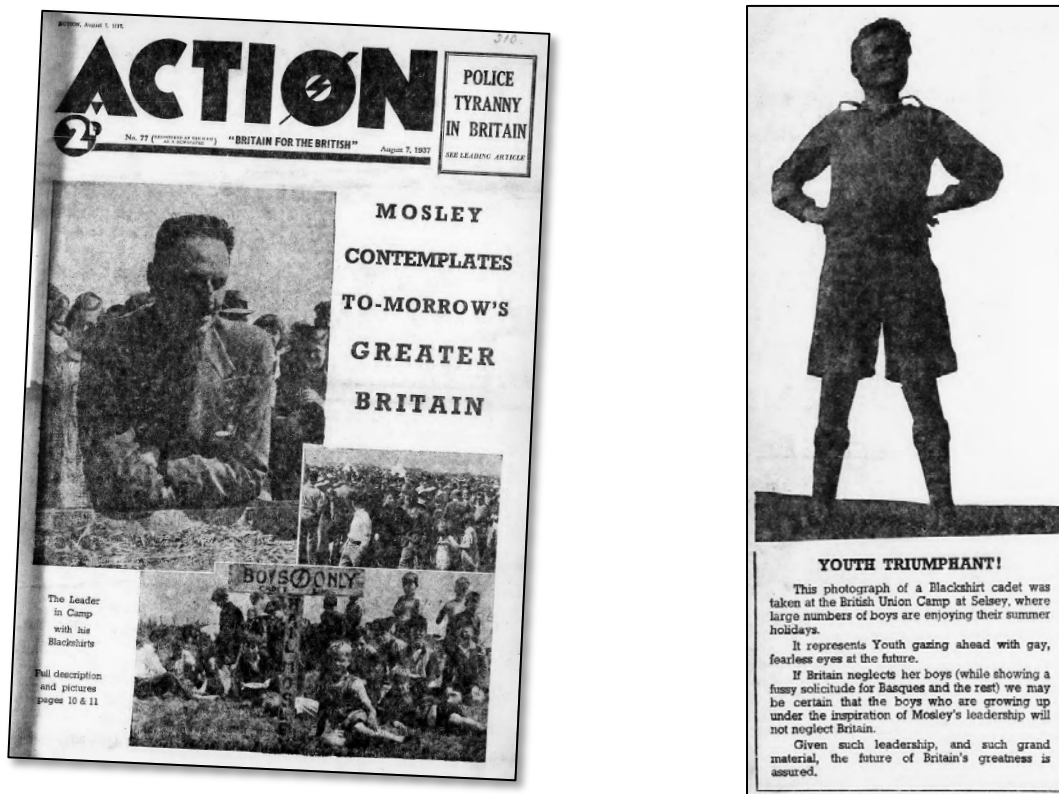 ACTION, August 7, 1937.
310.
ACTION
2D
No. 77
"BRITAIN FOR THE BRITISH"
August 7, 1937
POLICE
TYRANNY
IN BRITAIN
SEE LEADING ARTICLE
MOSLEY
CONTEMPLATES
TO-MORROW'S
GREATER
BRITAIN
BOYS ONLY
The Leader
in Camp
with his
Blackshirts
Full description
and pictures
pages 10 & 11
YOUTH TRIUMPHANT!
This photograph of a Blackshirt cadet was
taken at the British Union Camp at Selsey, where
large numbers of boys are enjoying their summer
holidays.
It represents Youth gazing ahead with gay,
fearless eyes at the future.
If Britain neglects her boys (while showing a
fussy solicitude for Basques and the rest) we may
be certain that the boys who are growing up
under the inspiration of Mosley's leadership will
not neglect Britain.
Given such leadership, and such grand
material, the future of Britain's greatness is
assured.